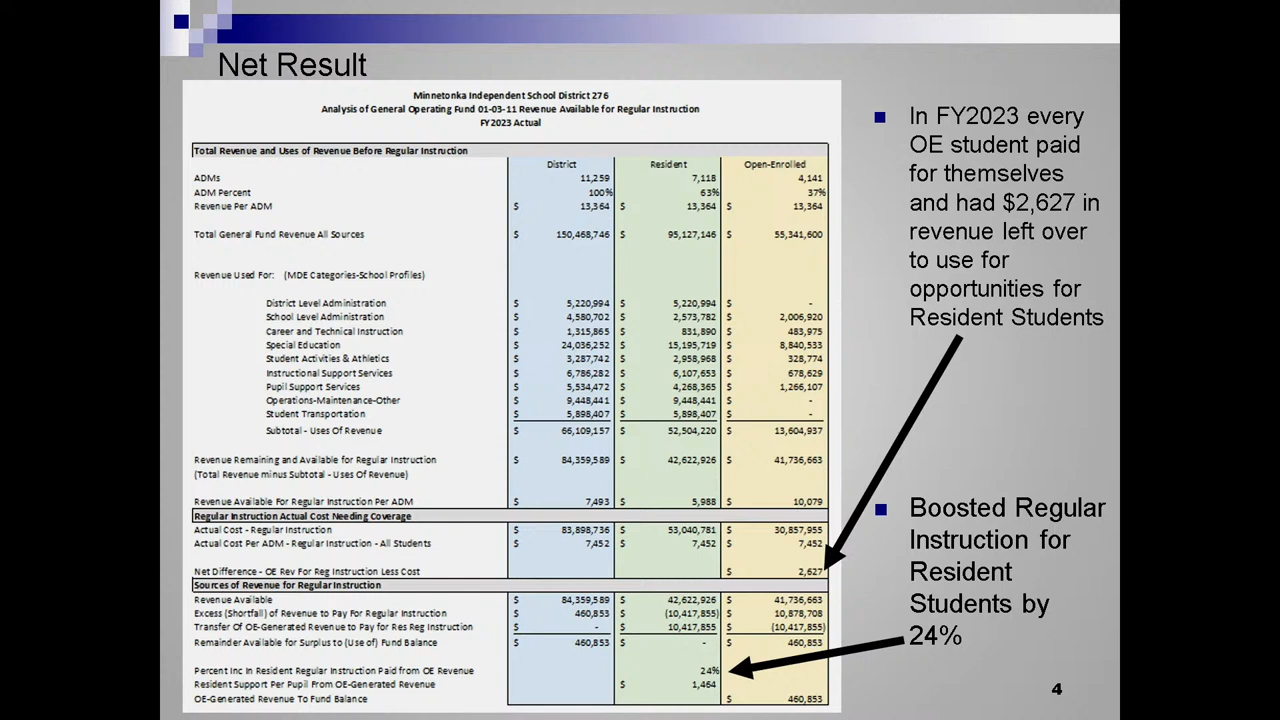 Net Result
Minnetonka Independent School District 276
Analysis of General Operating Fund 01-03-11 Revenue Available for Regular Instruction
FY2023 Actual
Total Revenue and Uses of Revenue Before Regular Instruction
District Resident Open-Enrolled
ADMs 11,259 7,118 4,141
ADM Percent 100% 63% 37%
Revenue Per ADM $ 13,364 $ 13,364 $ 13,364
Total General Fund Revenue All Sources $ 150,468,746 $ 95,127,146 $ 55,341,600
Revenue Used For: (MDE Categories-School Profiles)
District Level Administration $ 5,220,994 $ 5,220,994 $ -
School Level Administration $ 4,580,702 $ 2,573,782 $ 2,006,920
Career and Technical Instruction $ 1,315,865 $ 831,890 $ 483,975
Special Education $ 24,036,252 $ 15,195,719 $ 8,840,533
Student Activities & Athletics $ 3,287,742 $ 2,958,968 $ 328,774
Instructional Support Services $ 6,786,282 $ 6,107,653 $ 678,629
Pupil Support Services $ 5,534,472 $ 4,268,365 $ 1,266,107
Operations-Maintenance-Other $ 9,448,441 $ 9,448,441 $ -
Student Transportation $ 5,898,407 $ 5,898,407 $ -
Subtotal - Uses Of Revenue $ 66,109,157 $ 52,504,220 $ 13,604,937
Revenue Remaining and Available for Regular Instruction $ 84,359,589 $ 42,622,926 $ 41,736,663
(Total Revenue minus Subtotal - Uses Of Revenue)
Revenue Available For Regular Instruction Per ADM $ 7,493 $ 5,988 $ 10,079
Regular Instruction Actual Cost Needing Coverage
Actual Cost - Regular Instruction $ 83,898,736 $ 53,040,781 $ 30,857,955
Actual Cost Per ADM - Regular Instruction - All Students $ 7,452 $ 7,452 $ 7,452
Net Difference - OE Rev For Reg Instruction Less Cost $ 2,627
Sources of Revenue for Regular Instruction
Revenue Available $ 84,359,589 $ 42,622,926 $ 41,736,663
Excess (Shortfall) of Revenue to Pay For Regular Instruction $ 460,853 $ (10,417,855) $ 10,878,708
Transfer Of OE-Generated Revenue to Pay for Res Reg Instruction $ - $ 10,417,855 $ (10,417,855)
Remainder Available for Surplus to (Use of) Fund Balance $ 460,853 $ - $ 460,853
Percent Inc In Resident Regular Instruction Paid from OE Revenue 24%
Resident Support Per Pupil From OE-Generated Revenue $ 1,464
OE-Generated Revenue To Fund Balance $ 460,853
In FY2023 every
OE student paid
for themselves
and had $2,627 in
revenue left over
to use for
opportunities for
Resident Students
Boosted Regular
Instruction for
Resident
Students by
24%
4